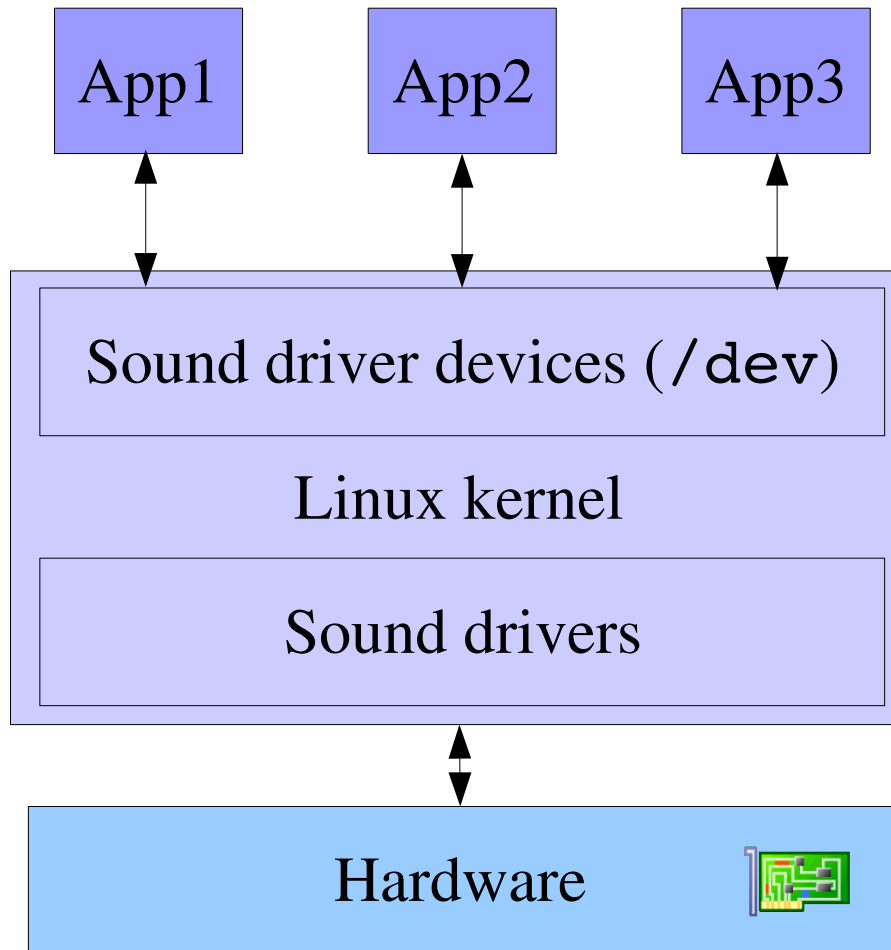 App1
App2
App3
Sound driver devices (/dev)
Linux kernel
Sound drivers
Hardware